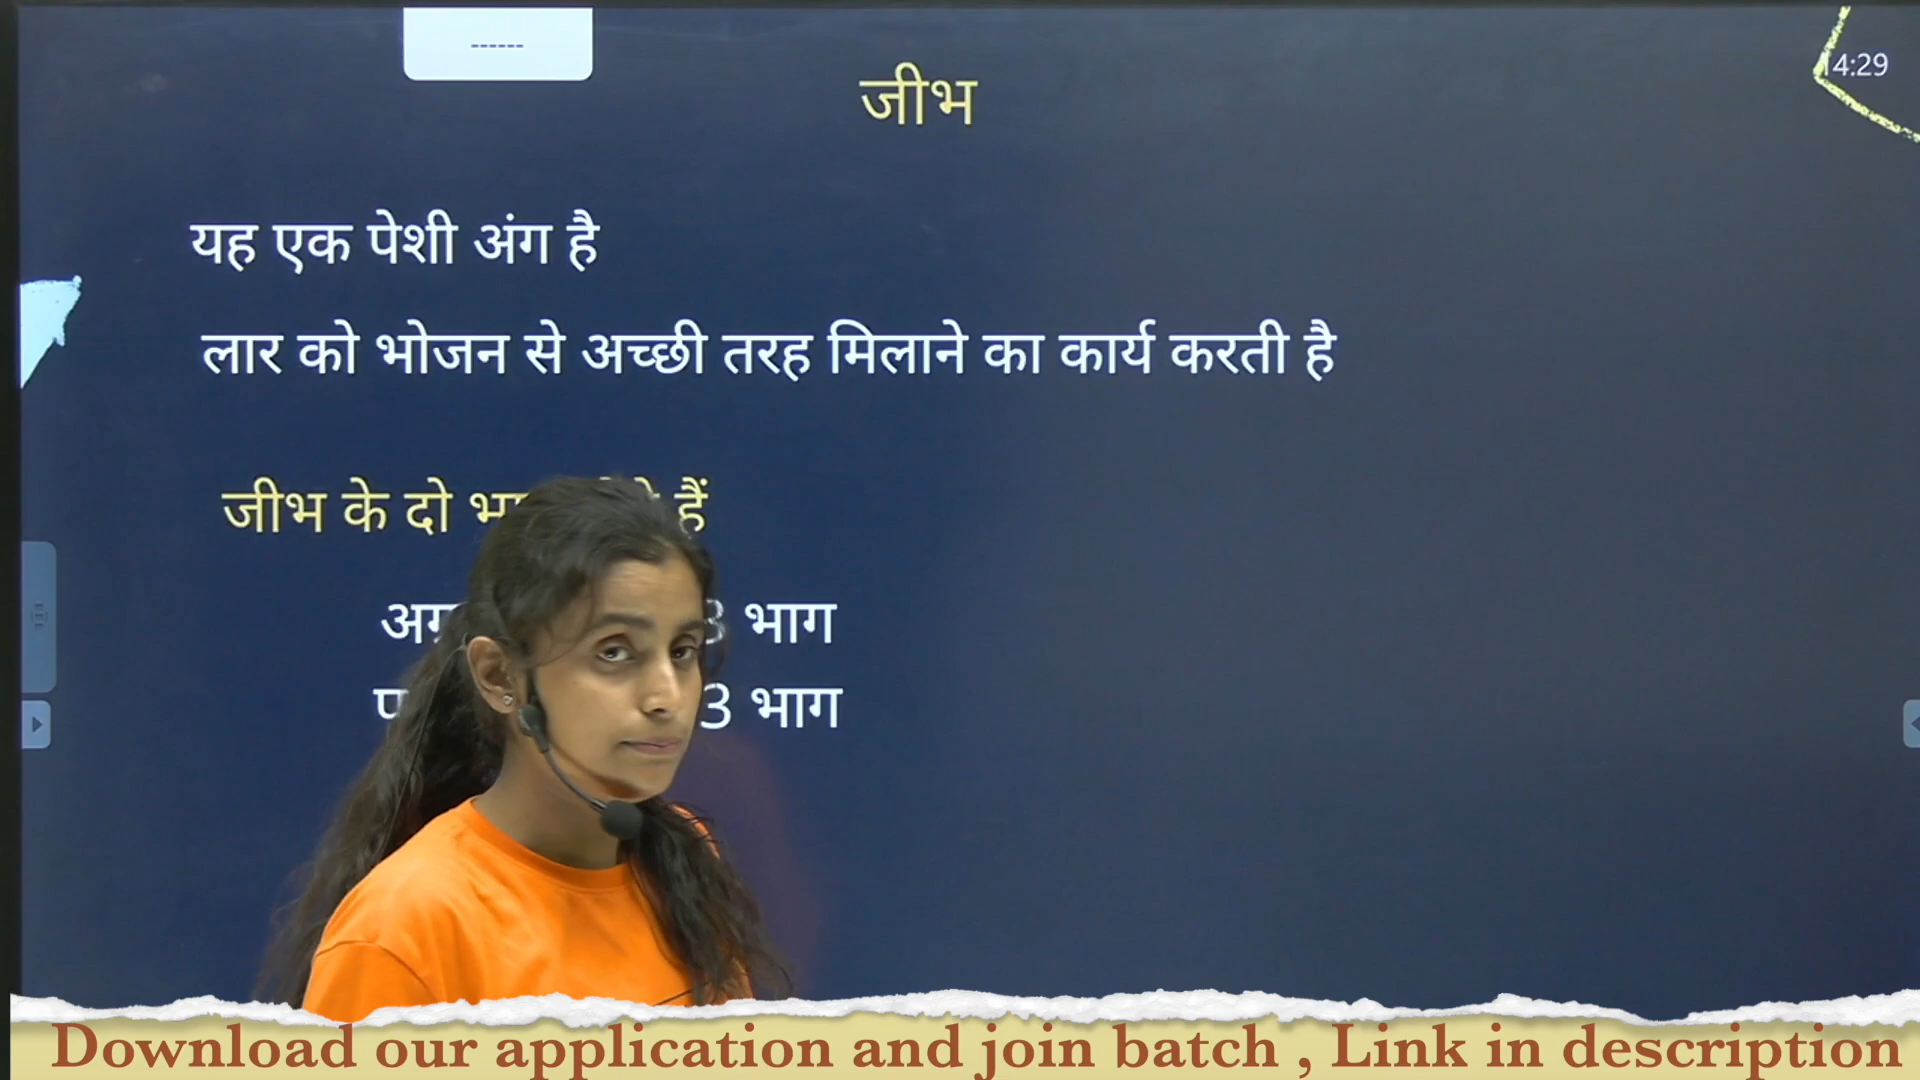 ------
4:29
जीभ
यह एक पेशी अंग है
लार को भोजन से अच्छी तरह मिलाने का कार्य करती है
जीभ के दो हैं
भाग
3 भाग
Download our application and join batch , Link in description